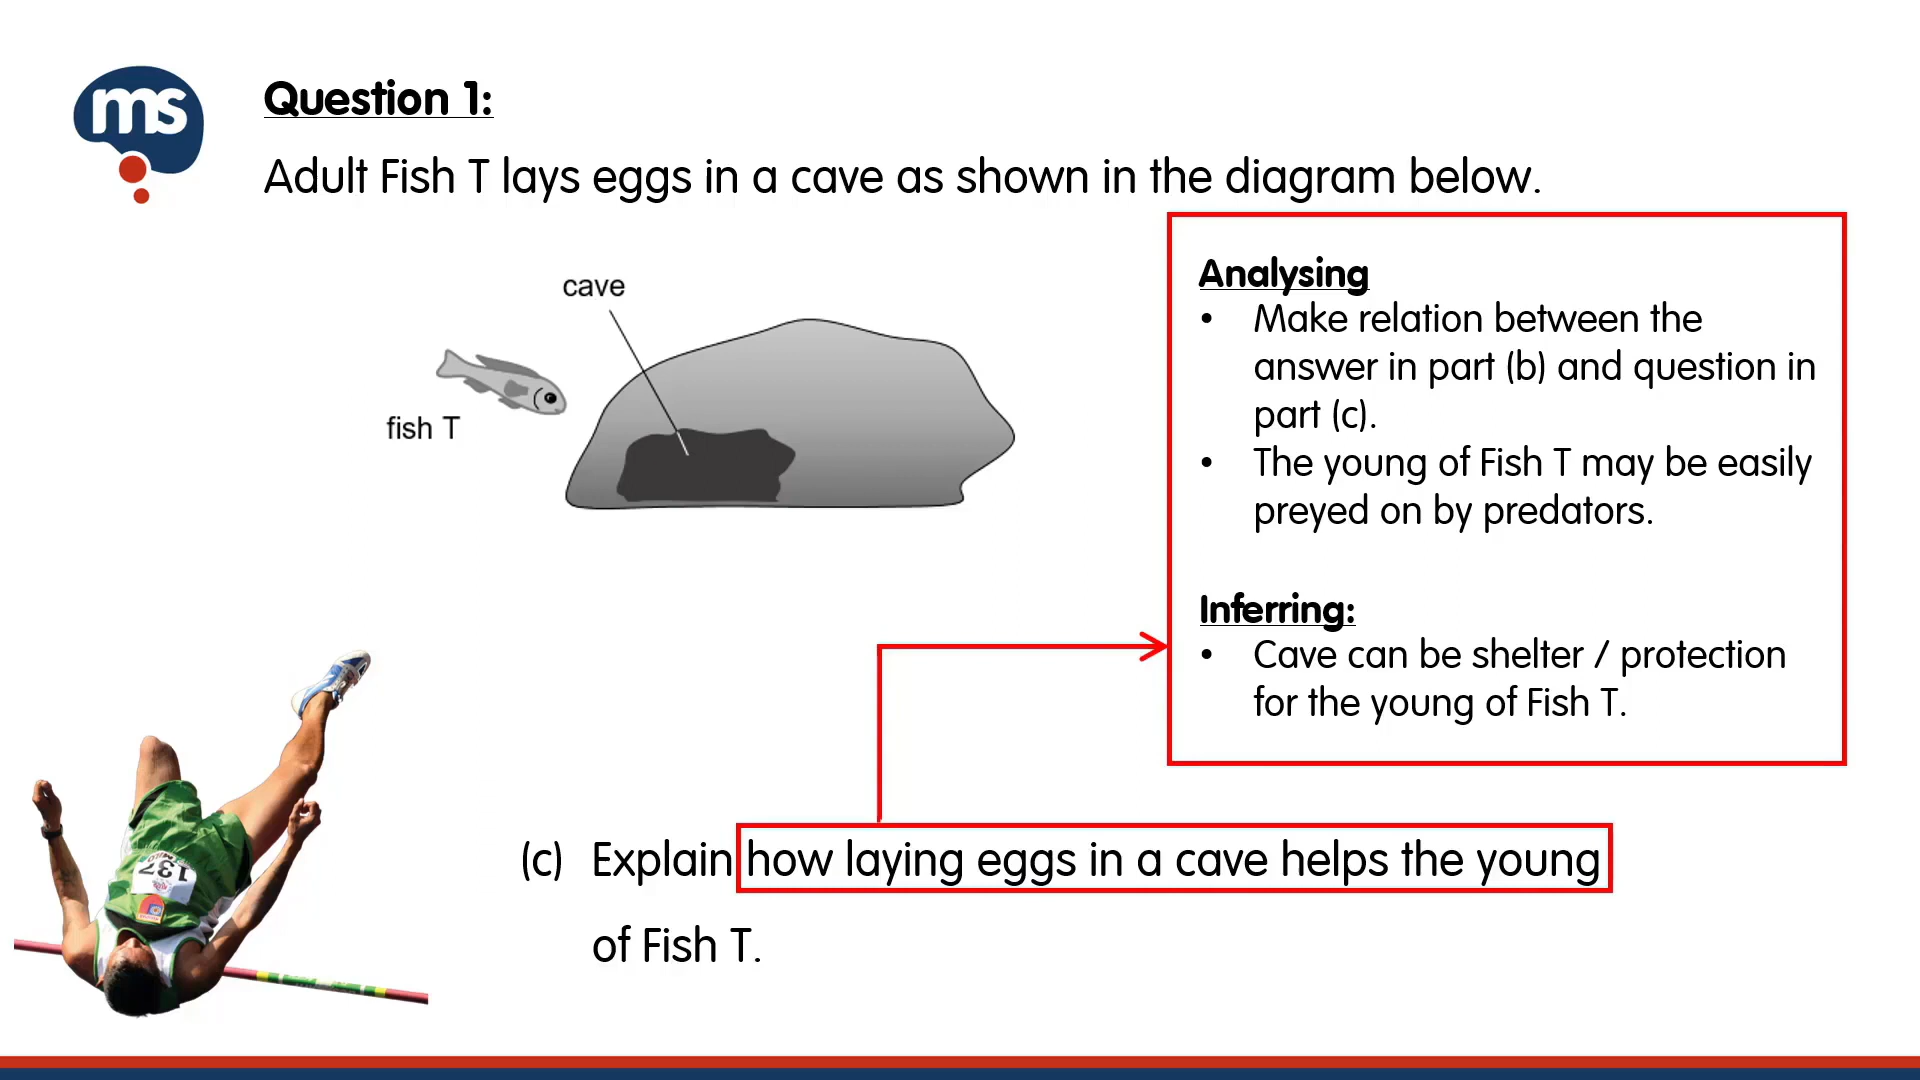 ms
Question 1:
Adult Fish T lays eggs in a cave as shown in the diagram below.
cave
fish T
Analysing
• Make relation between the
answer in part (b) and question in
part (c).
• The young of Fish T may be easily
preyed on by predators.
Inferring:
• Cave can be shelter / protection
for the young of Fish T.
137
(c) Explain how laying eggs in a cave helps the young
of Fish T.